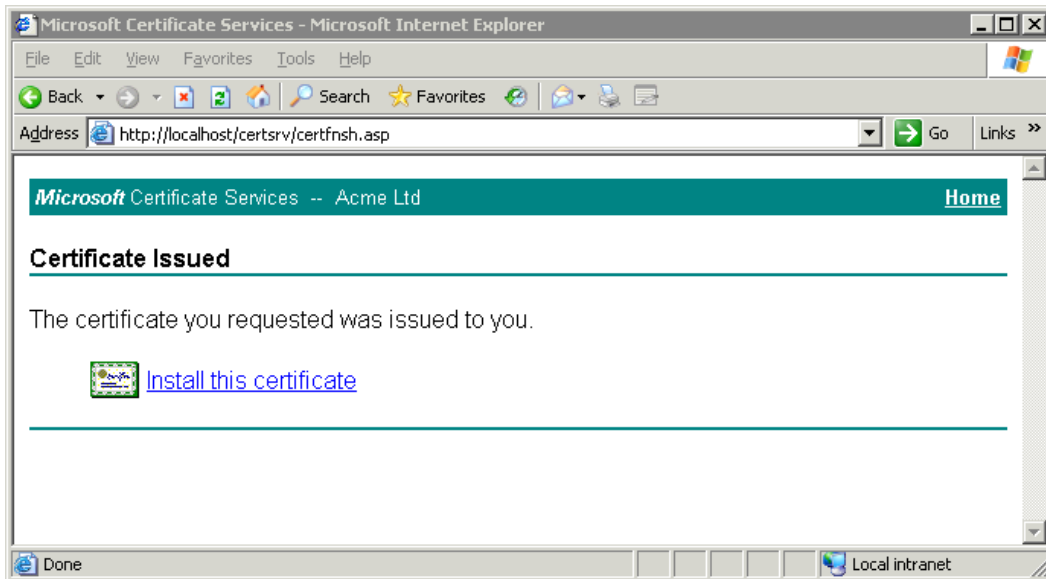 Microsoft Certificate Services - Microsoft Internet Explorer
File Edit View Favorites Tools Help
Back Search Favorites
Address http://localhost/certsrv/certfnsh.asp Go Links »
Microsoft Certificate Services -- Acme Ltd Home
Certificate Issued
The certificate you requested was issued to you.
Install this certificate
Done Local intranet